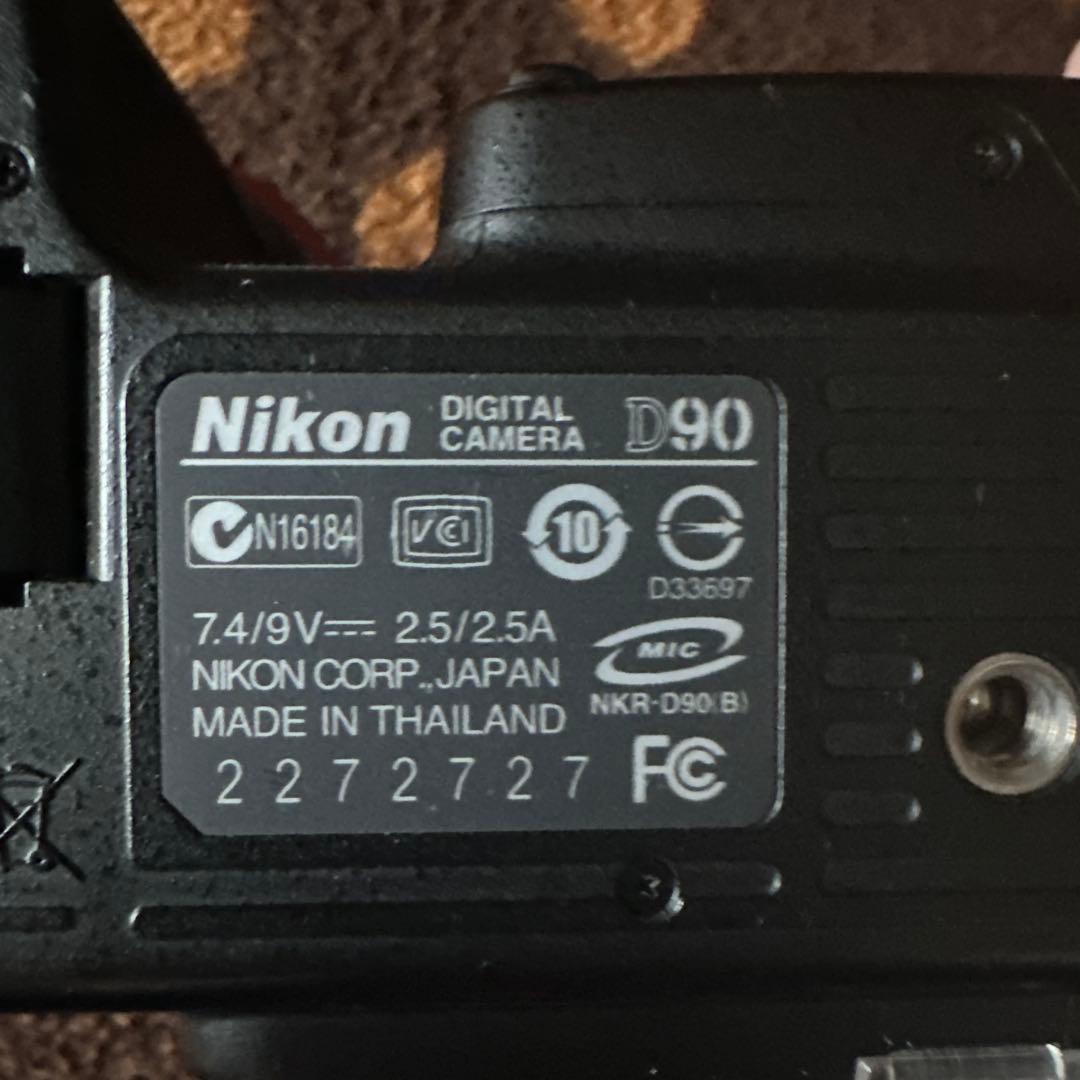 Nikon DIGITAL CAMERA D90
N16184 VCI 10
D33697
7.4/9V⎓ 2.5/2.5A
MIC
NIKON CORP.,JAPAN
NKR-D90(B)
MADE IN THAILAND
2272727 FC